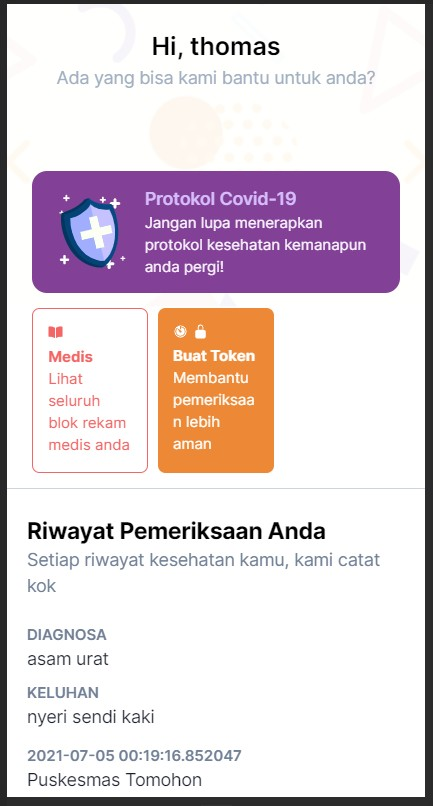 Hi, thomas
Ada yang bisa kami bantu untuk anda?
Protokol Covid-19
Jangan lupa menerapkan
protokol kesehatan kemanapun
anda pergi!
Medis
Lihat
seluruh
blok rekam
medis anda
Buat Token
Membantu
pemeriksaa
n lebih
aman
Riwayat Pemeriksaan Anda
Setiap riwayat kesehatan kamu, kami catat
kok
DIAGNOSA
asam urat
KELUHAN
nyeri sendi kaki
2021-07-05 00:19:16.852047
Puskesmas Tomohon